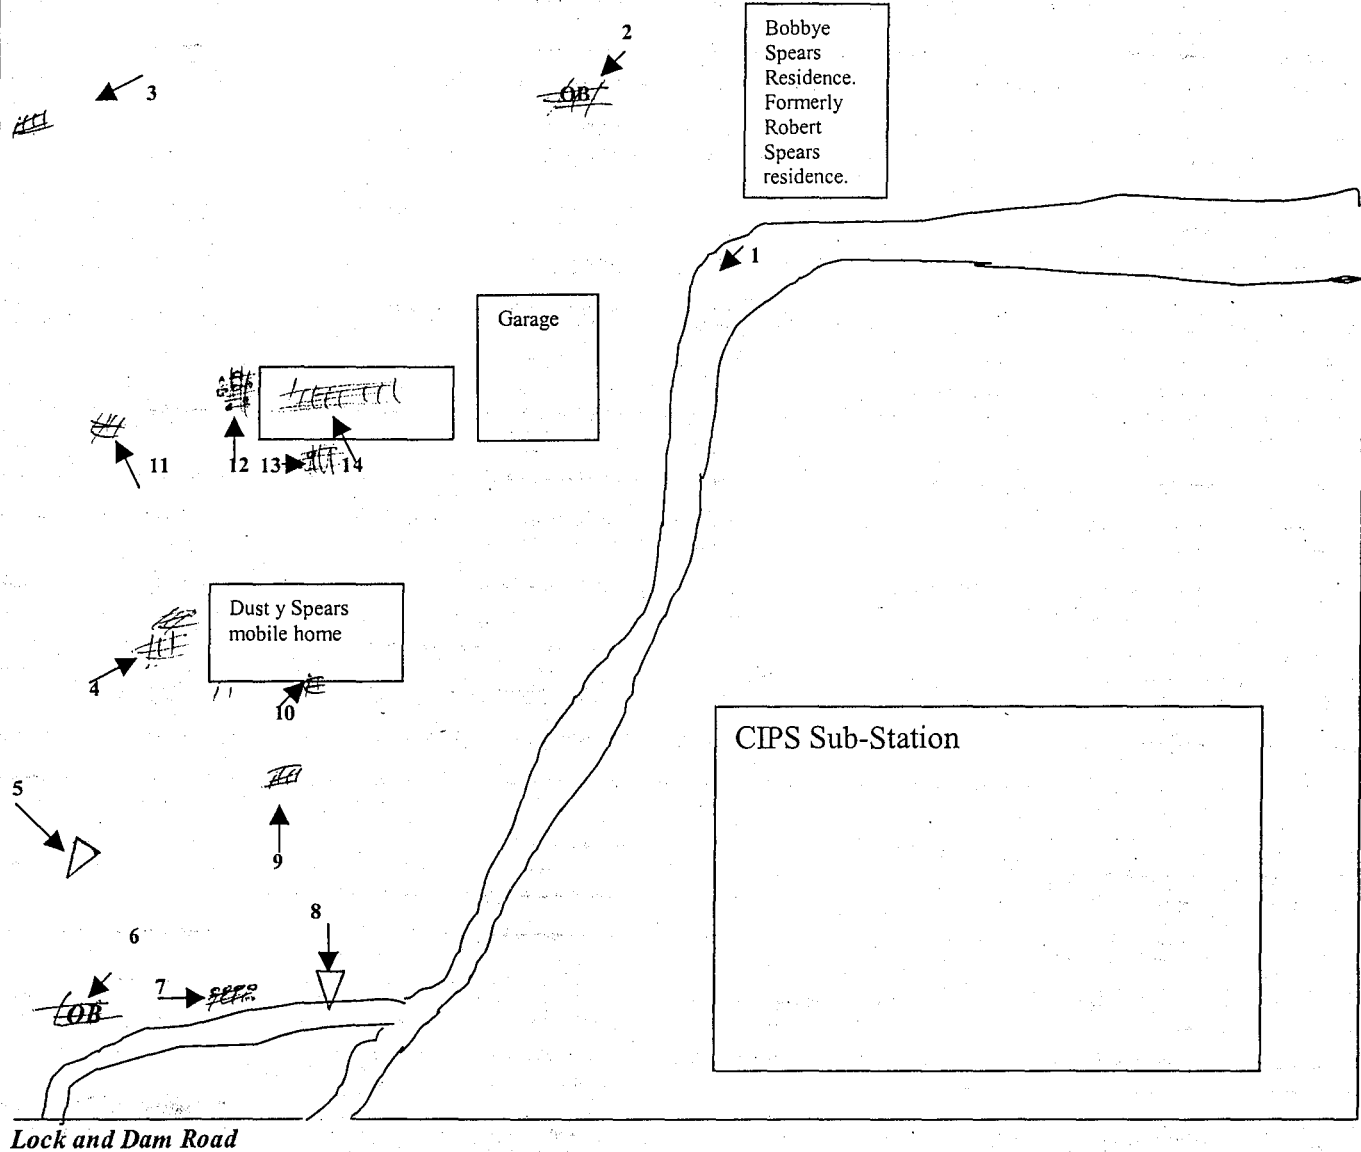 2
Bobbye
Spears
Residence.
Formerly
Robert
Spears
residence.
3
OB
1
Garage
11
12
13
14
Dust y Spears
mobile home
4
10
CIPS Sub-Station
5
9
8
6
7
OB
Lock and Dam Road